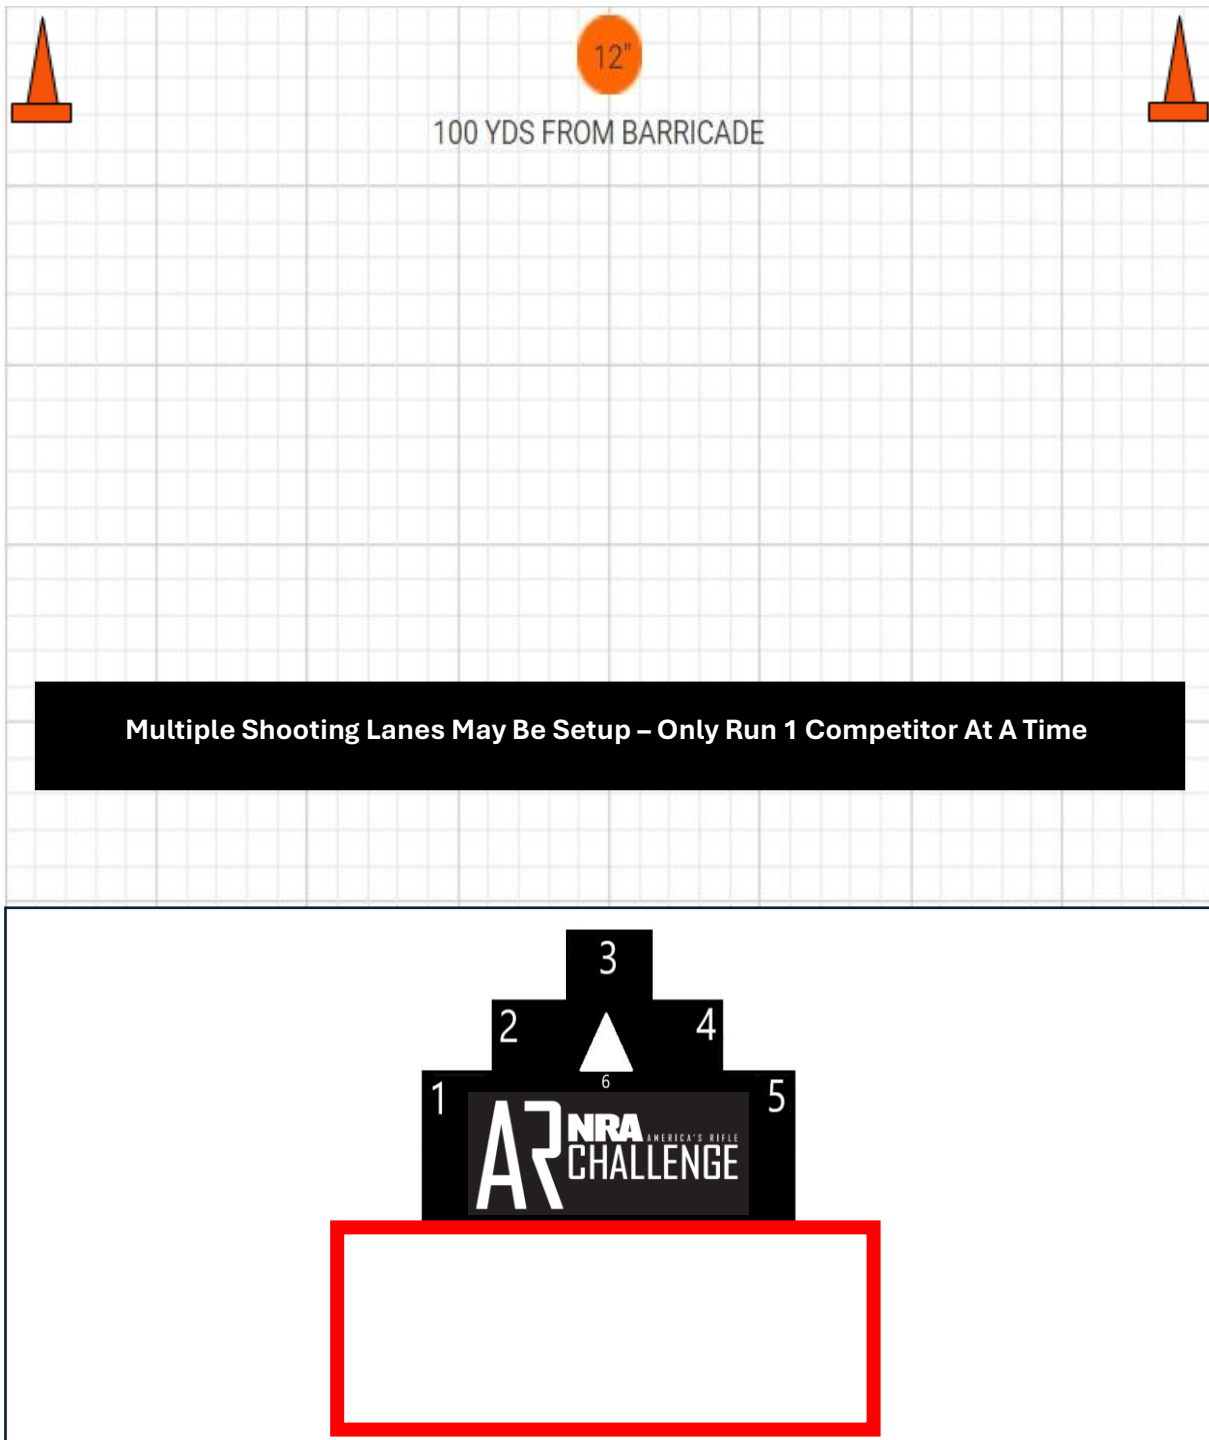 12"
100 YDS FROM BARRICADE
Multiple Shooting Lanes May Be Setup – Only Run 1 Competitor At A Time
3
2
4
6
1
5
AR NRA AMERICA'S RIFLE
CHALLENGE